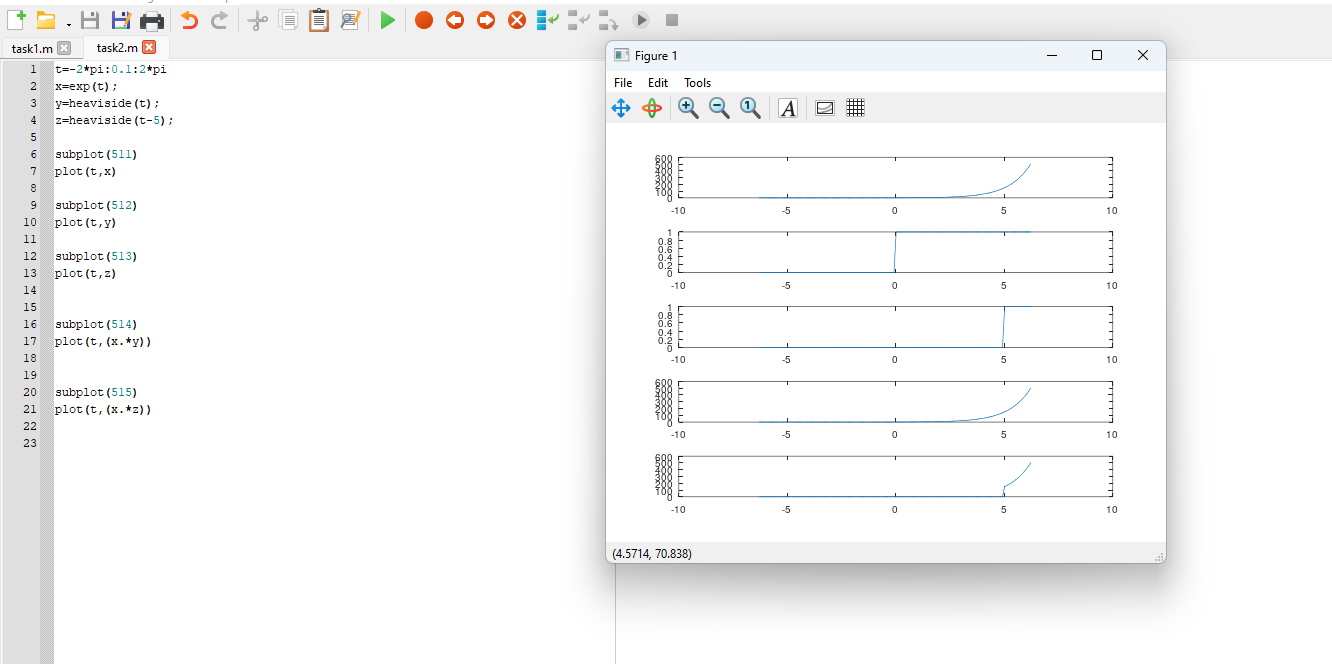 task1.m task2.m
1 t=-2*pi:0.1:2*pi
2 x=exp(t);
3 y=heaviside(t);
4 z=heaviside(t-5);
5
6 subplot(511)
7 plot(t,x)
8
9 subplot(512)
10 plot(t,y)
11
12 subplot(513)
13 plot(t,z)
14
15
16 subplot(514)
17 plot(t,(x.*y))
18
19
20 subplot(515)
21 plot(t,(x.*z))
22
23
Figure 1
File Edit Tools
1 A
600
500
400
300
200
100
0
-10 -5 0 5 10
1
0.8
0.6
0.4
0.2
0
-10 -5 0 5 10
1
0.8
0.6
0.4
0.2
0
-10 -5 0 5 10
600
500
400
300
200
100
0
-10 -5 0 5 10
600
500
400
300
200
100
0
-10 -5 0 5 10
(4.5714, 70.838)